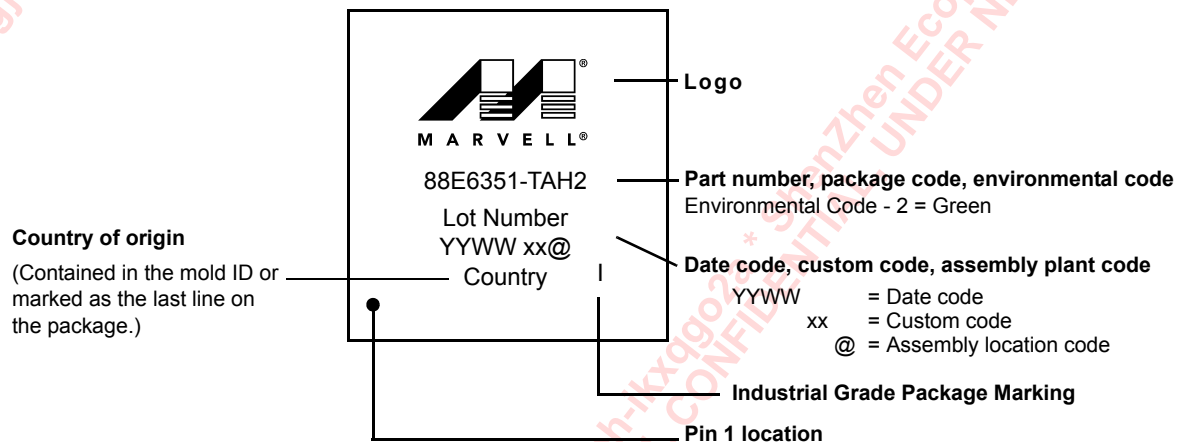 MARVELL®
®
88E6351-TAH2
Lot Number
YYWW xx@
Country I
Logo
Part number, package code, environmental code
Environmental Code - 2 = Green
Date code, custom code, assembly plant code
YYWW = Date code
xx = Custom code
@ = Assembly location code
Industrial Grade Package Marking
Pin 1 location
Country of origin
(Contained in the mold ID or
marked as the last line on
the package.)
ShenZhen
CONFIDENTIAL, UNDER